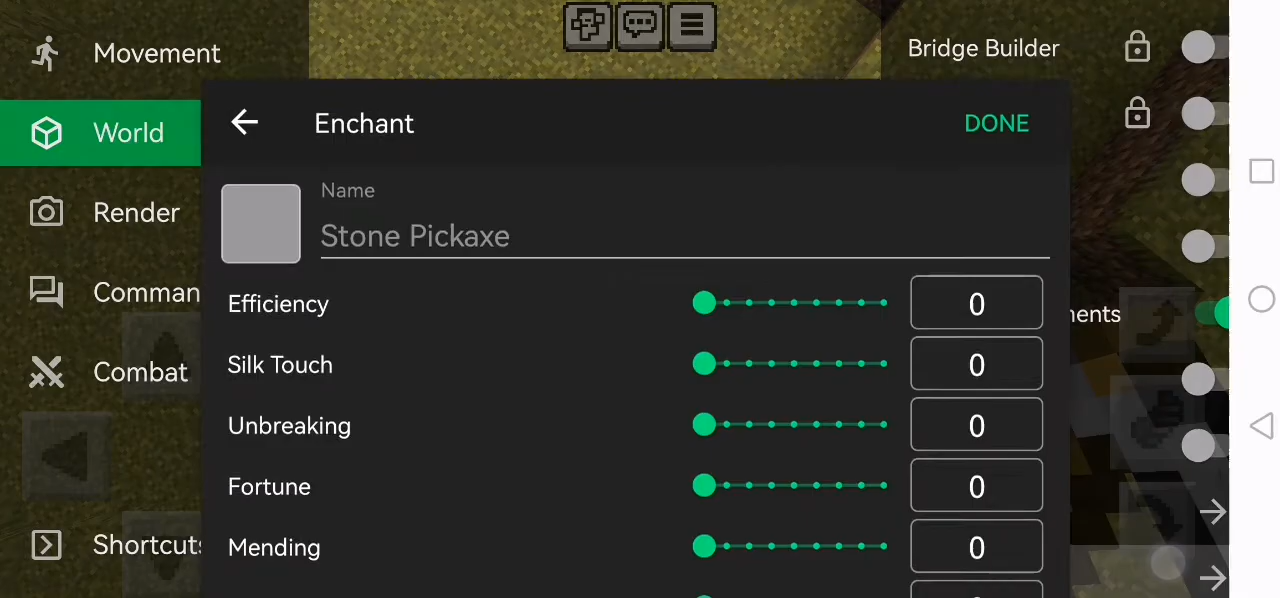 Movement
Bridge Builder
World
Enchant
DONE
Name
Stone Pickaxe
Render
Efficiency
0
Comman
ments
Silk Touch
0
Combat
Unbreaking
0
Fortune
0
Shortcuts
Mending
0